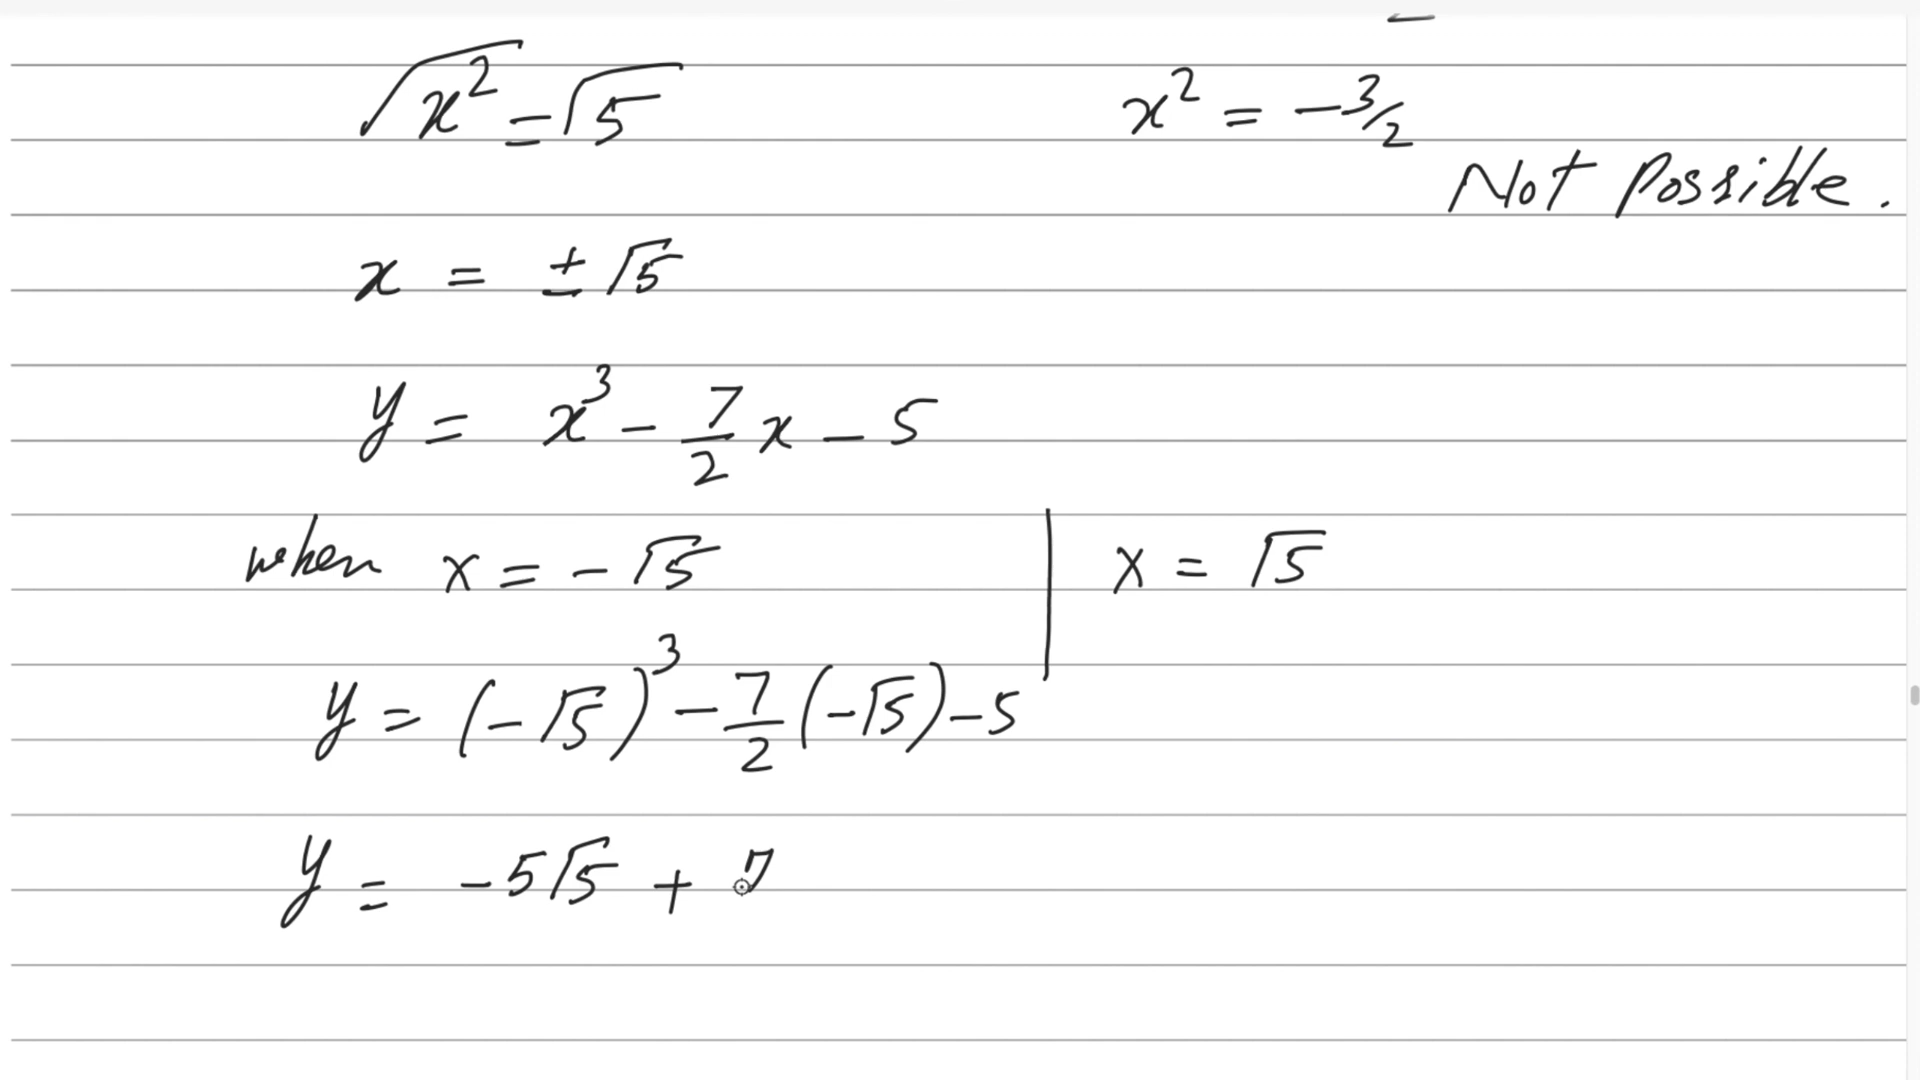 √x² = √5    x² = -3/2
Not Possible.
x = ± √5
y = x³ - 7/2 x - 5
when x = - √5 | x = √5
y = (- √5)³ - 7/2 (-√5) - 5
y = -5√5 + 7